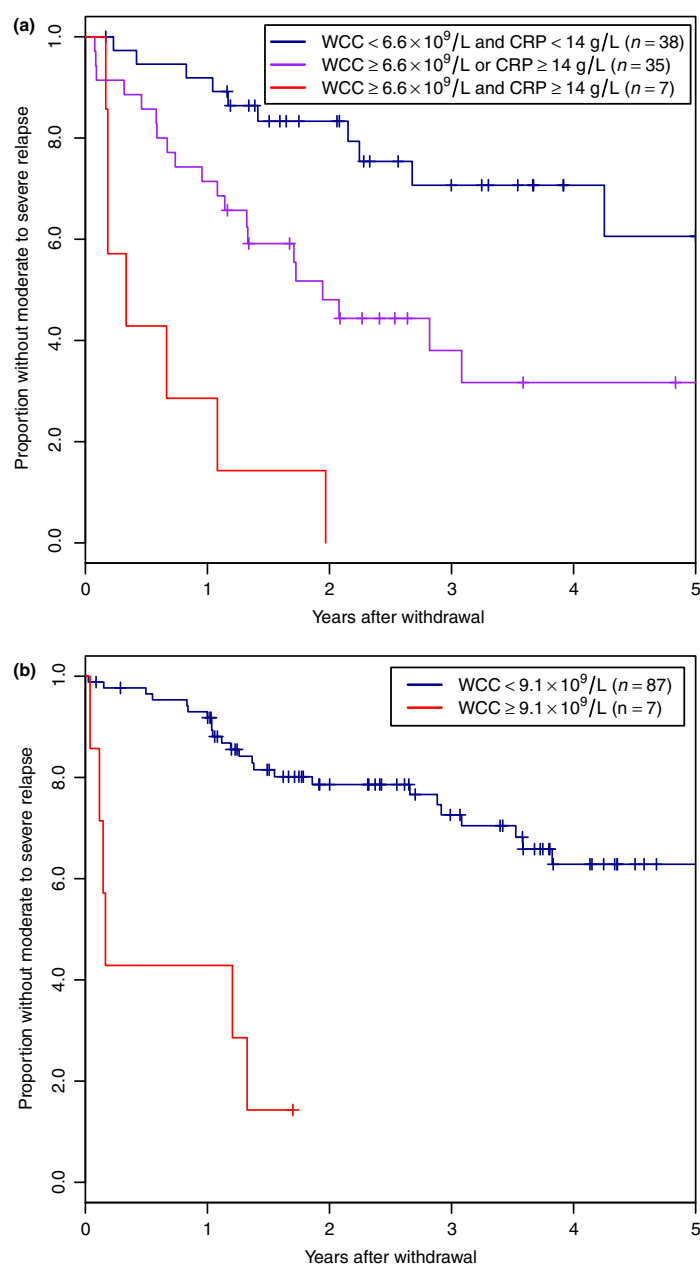 (a)
WCC < 6.6 × 10⁹/L and CRP < 14 g/L (n = 38)
WCC ≥ 6.6 × 10⁹/L or CRP ≥ 14 g/L (n = 35)
WCC ≥ 6.6 × 10⁹/L and CRP ≥ 14 g/L (n = 7)
Proportion without moderate to severe relapse
1.0
8.0
6.0
4.0
2.0
0.0
0 1 2 3 4 5
Years after withdrawal
(b)
WCC < 9.1 × 10⁹/L (n = 87)
WCC ≥ 9.1 × 10⁹/L (n = 7)
Proportion without moderate to severe relapse
1.0
8.0
6.0
4.0
2.0
0.0
0 1 2 3 4 5
Years after withdrawal